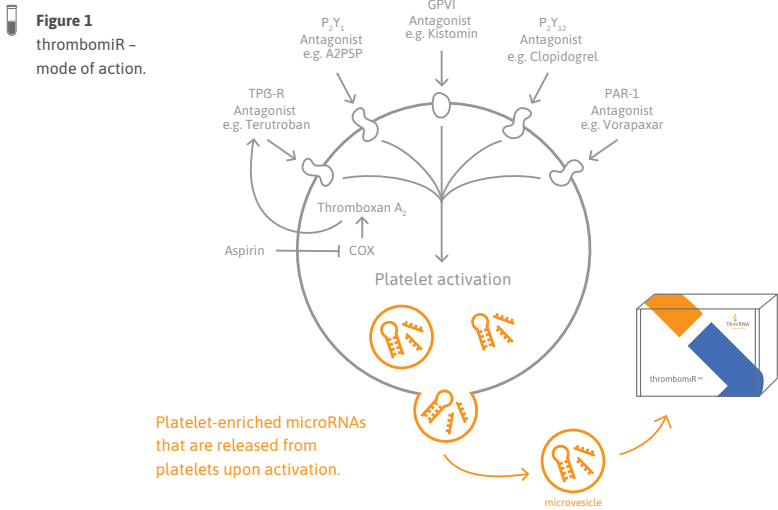 Figure 1
thrombomiR –
mode of action.
GPVI
Antagonist
e.g. Kistomin
P₂Y₁
Antagonist
e.g. A2P5P
P₂Y₁₂
Antagonist
e.g. Clopidogrel
TPß-R
Antagonist
e.g. Terutroban
PAR-1
Antagonist
e.g. Vorapaxar
Thromboxan A₂
Aspirin
COX
Platelet activation
TAmiRNA
thrombomiR™
Platelet-enriched microRNAs
that are released from
platelets upon activation.
microvesicle